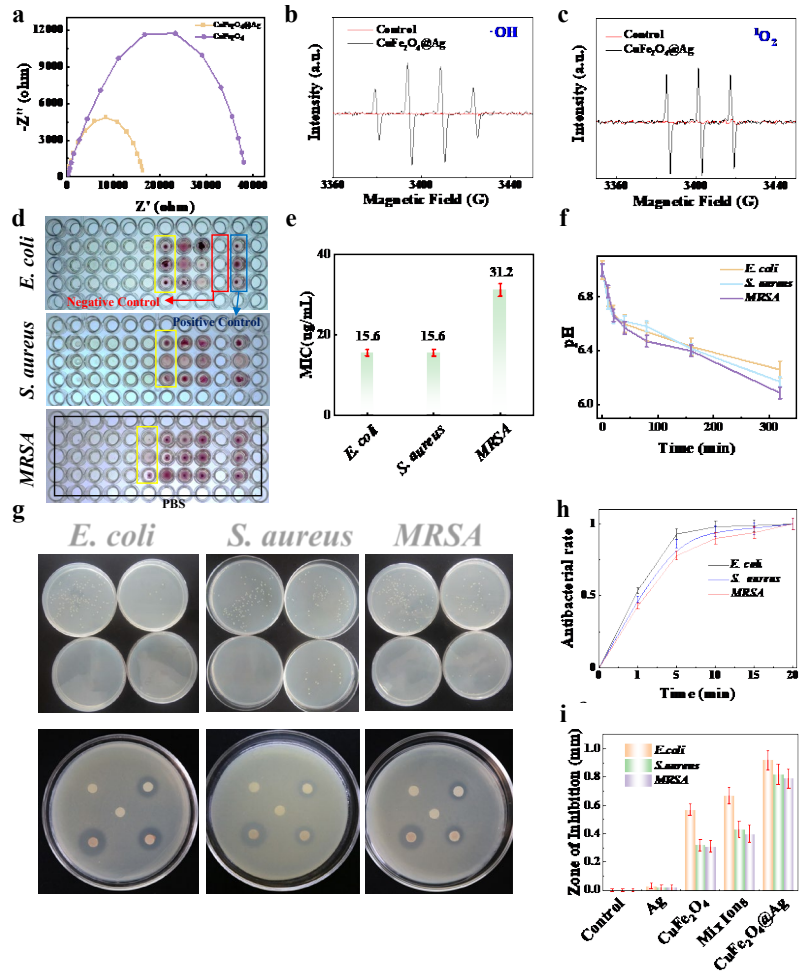 a
CuFe₂O₄@Ag
CuFe₂O₄
12000
9000
6000
3000
0
-Z'' (ohm)
0 10000 20000 30000 40000
Z' (ohm)
b
Control
CuFe₂O₄@Ag
·OH
Intensity (a.u.)
3360 3400 3440
Magnetic Field (G)
c
Control
CuFe₂O₄@Ag
¹O₂
Intensity (a.u.)
3360 3400 3440
Magnetic Field (G)
d
E. coli
Negative Control
Positive Control
S. aureus
MRSA
PBS
e
40
20
0
MIC(ug/mL)
15.6 15.6 31.2
E. coli
S. aureus
MRSA
f
E. coli
S. aureus
MRSA
6.8
6.4
6.0
pH
0 100 200 300
Time (min)
g
E. coli S. aureus MRSA
h
1
0.5
0
Antibacterial rate
E. coli
S. aureus
MRSA
1 5 10 15 20
Time (min)
i
E.coli
S.aureus
MRSA
1.0
0.8
0.6
0.4
0.2
0.0
Zone of Inhibition (mm)
Control
Ag
CuFe₂O₄
Mix Ions
CuFe₂O₄@Ag